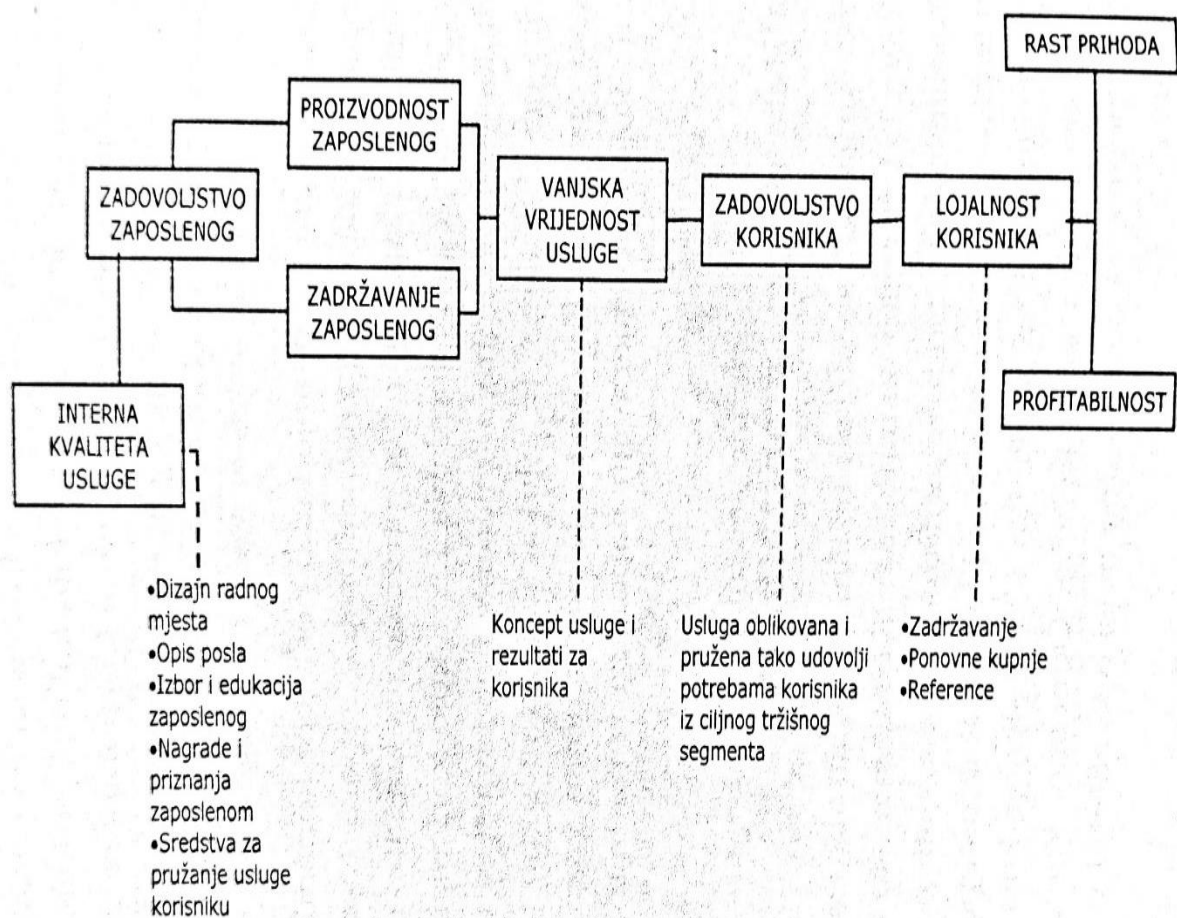 RAST PRIHODA
PROIZVODNOST
ZAPOSLENOG
ZADOVOLJSTVO
ZAPOSLENOG
VANJSKA
VRIJEDNOST
USLUGE
ZADOVOLJSTVO
KORISNIKA
LOJALNOST
KORISNIKA
ZADRŽAVANJE
ZAPOSLENOG
INTERNA
KVALITETA
USLUGE
PROFITABILNOST
•Dizajn radnog
mjesta
•Opis posla
•Izbor i edukacija
zaposlenog
•Nagrade i
priznanja
zaposlenom
•Sredstva za
pružanje usluge
korisniku
Koncept usluge i
rezultati za
korisnika
Usluga oblikovana i
pružena tako udovolji
potrebama korisnika
iz ciljnog tržišnog
segmenta
•Zadržavanje
•Ponovne kupnje
•Reference